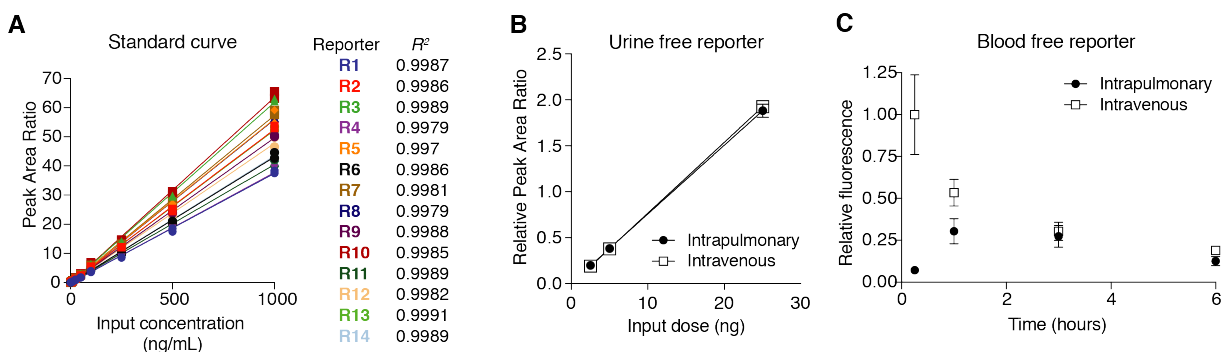 A
Standard curve
Peak Area Ratio
70
60
50
40
30
20
10
0
0
500
1000
Input concentration
(ng/mL)
Reporter R²
R1 0.9987
R2 0.9986
R3 0.9989
R4 0.9979
R5 0.997
R6 0.9986
R7 0.9981
R8 0.9979
R9 0.9988
R10 0.9985
R11 0.9989
R12 0.9982
R13 0.9991
R14 0.9989
B
Urine free reporter
Relative Peak Area Ratio
2.5
2.0
1.5
1.0
0.5
0.0
0
10
20
30
Input dose (ng)
Intrapulmonary
Intravenous
C
Blood free reporter
Relative fluorescence
1.25
1.00
0.75
0.50
0.25
0.00
0
2
4
6
Time (hours)
Intrapulmonary
Intravenous